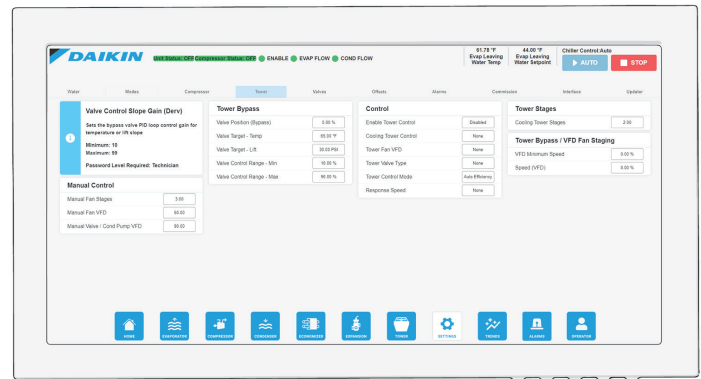 DAIKIN
Unit Status: OFF Compressor Status: OFF ENABLE EVAP FLOW COND FLOW
61.78 °F
Evap Leaving
Water Temp
44.00 °F
Evap Leaving
Water Setpoint
Chiller Control:Auto
AUTO
STOP
Water Modes Compressor Tower Valves Offsets Alarms Commission Interface Updater
Valve Control Slope Gain (Derv)
Sets the bypass valve PID loop control gain for
temperature or lift slope
Minimum: 10
Maximum: 99
Password Level Required: Technician
Manual Control
Manual Fan Stages 3.00
Manual Fan VFD 50.00
Manual Valve / Cond Pump VFD 90.00
Tower Bypass
Valve Position (Bypass) 0.00 %
Valve Target - Temp 65.00 °F
Valve Target - Lift 30.00 PSI
Valve Control Range - Min 10.00 %
Valve Control Range - Max 90.00 %
Control
Enable Tower Control Disabled
Cooling Tower Control None
Tower Fan VFD None
Tower Valve Type None
Tower Control Mode Auto Efficiency
Response Speed None
Tower Stages
Cooling Tower Stages 2.00
Tower Bypass / VFD Fan Staging
VFD Minimum Speed 0.00 %
Speed (VFD) 0.00 %
HOME EVAPORATOR COMPRESSOR CONDENSER ECONOMIZER EXPANSION TOWER SETTINGS TRENDS ALARMS OPERATOR